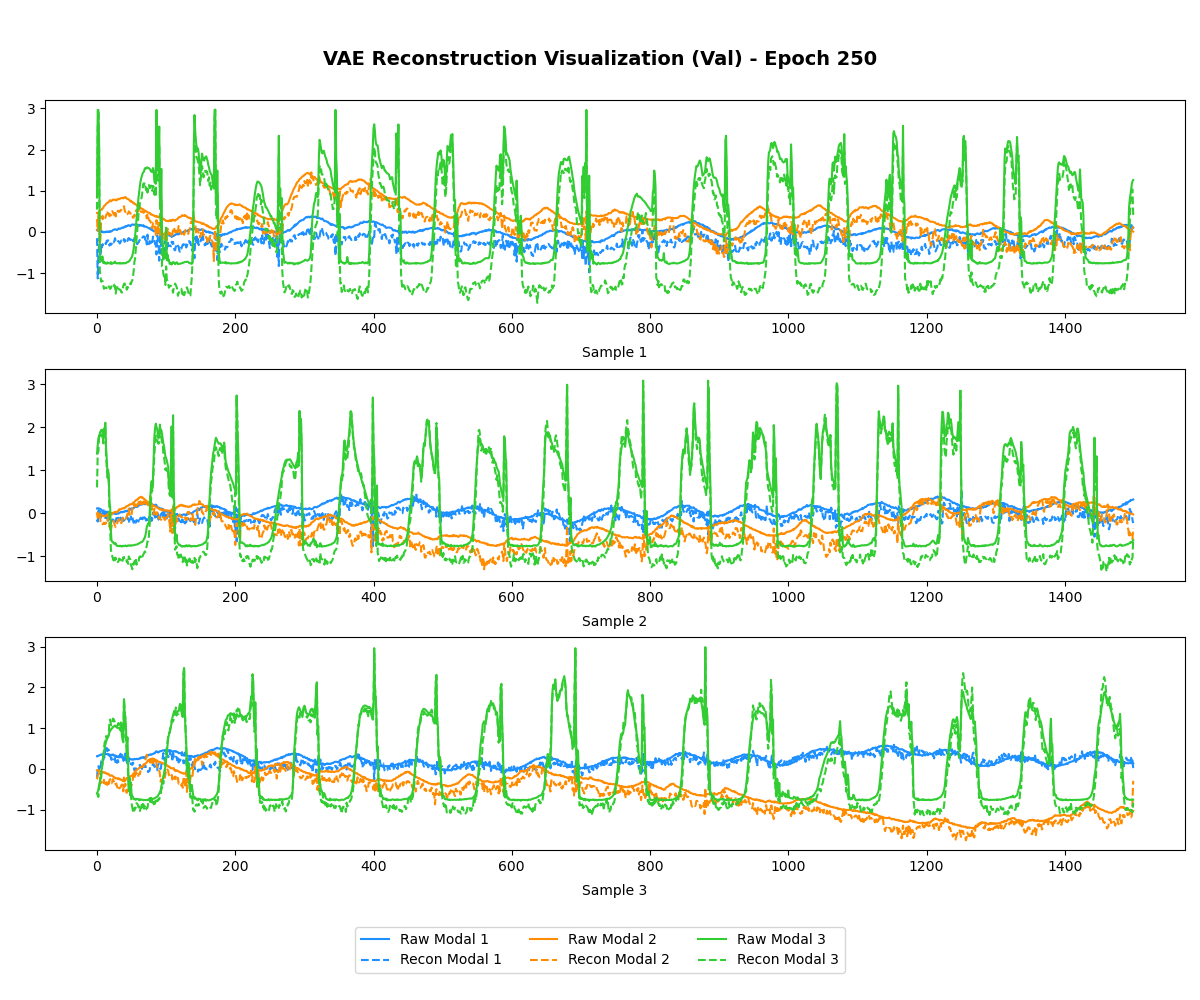 VAE Reconstruction Visualization (Val) - Epoch 250
3
2
1
0
−1
0 200 400 600 800 1000 1200 1400
Sample 1
3
2
1
0
−1
0 200 400 600 800 1000 1200 1400
Sample 2
3
2
1
0
−1
0 200 400 600 800 1000 1200 1400
Sample 3
Raw Modal 1 Raw Modal 2 Raw Modal 3
Recon Modal 1 Recon Modal 2 Recon Modal 3